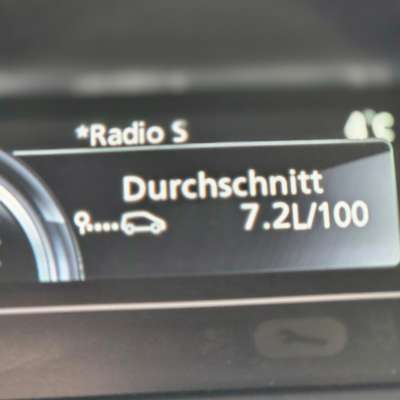 *Radio S
Durchschnitt
7.2L/100